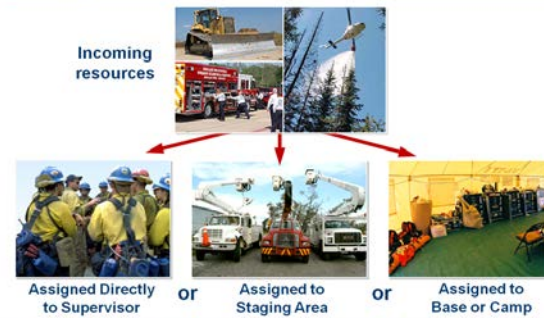 Incoming
resources
Assigned Directly
to Supervisor
or
Assigned to
Staging Area
or
Assigned to
Base or Camp